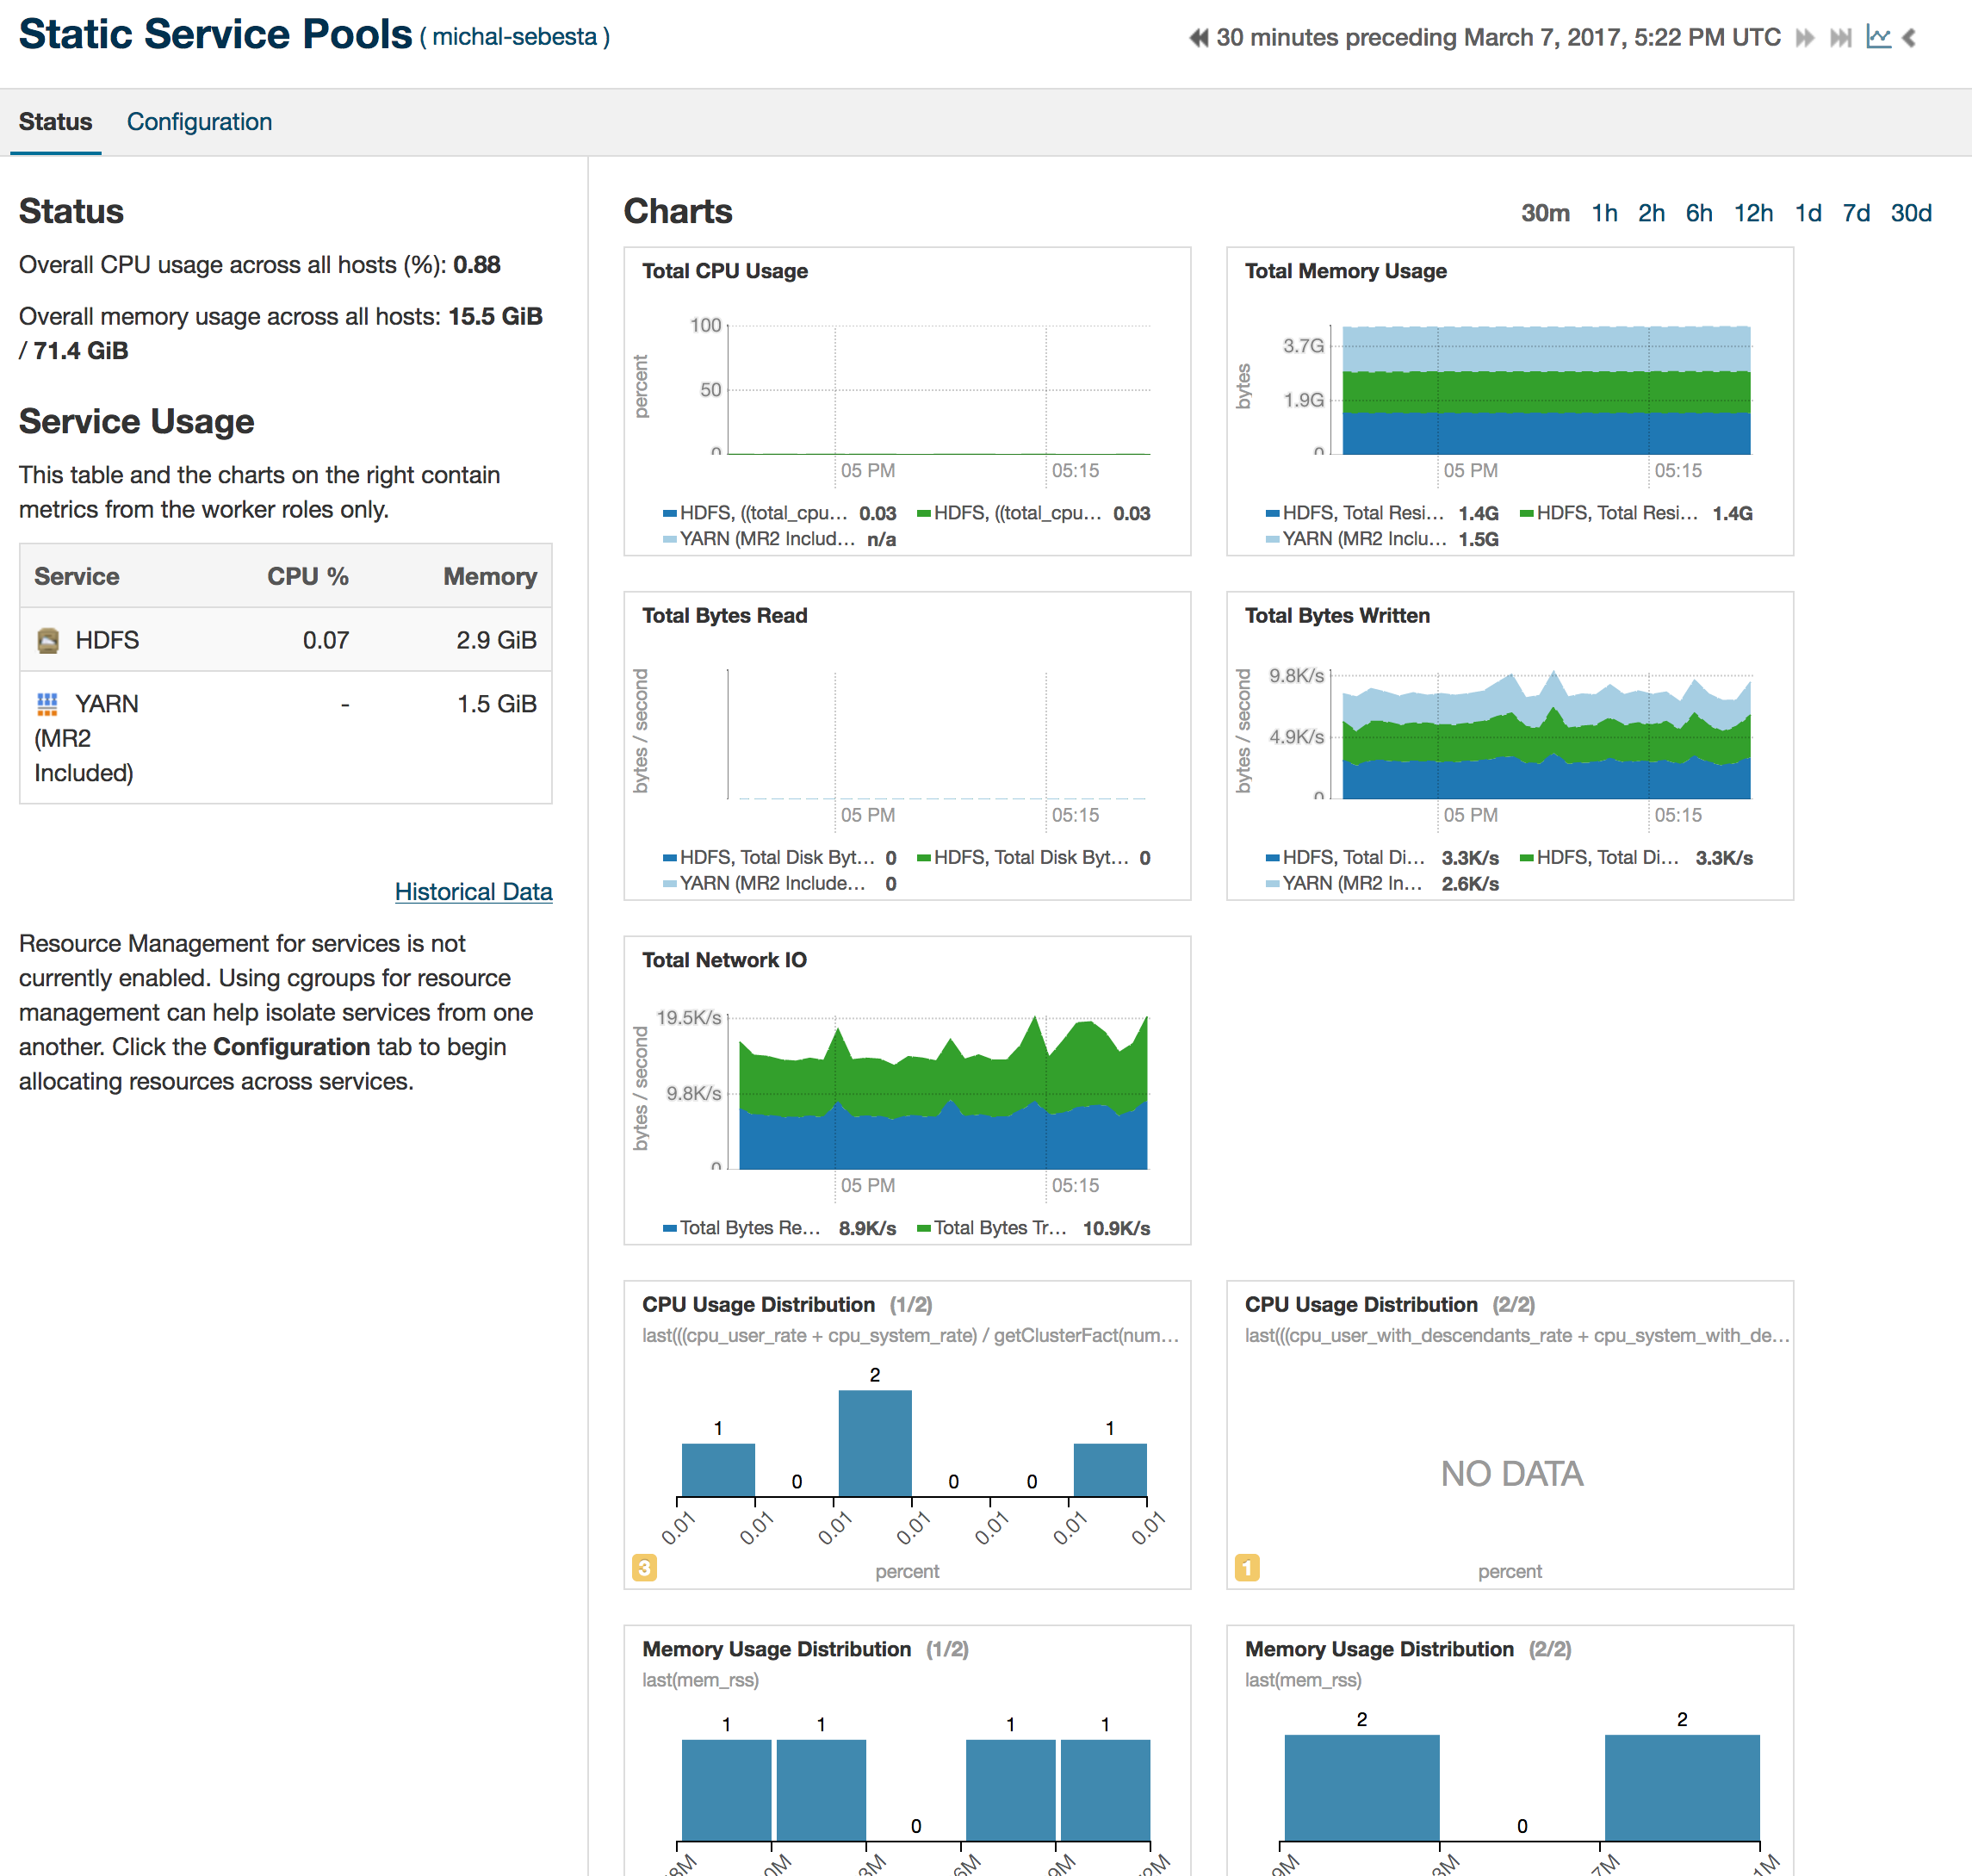 Static Service Pools ( michal-sebesta )
30 minutes preceding March 7, 2017, 5:22 PM UTC
Status Configuration
Status
Overall CPU usage across all hosts (%): 0.88
Overall memory usage across all hosts: 15.5 GiB
/ 71.4 GiB
Service Usage
This table and the charts on the right contain
metrics from the worker roles only.
Service CPU % Memory
HDFS 0.07 2.9 GiB
YARN - 1.5 GiB
(MR2
Included)
Historical Data
Resource Management for services is not
currently enabled. Using cgroups for resource
management can help isolate services from one
another. Click the Configuration tab to begin
allocating resources across services.
Charts
30m 1h 2h 6h 12h 1d 7d 30d
Total CPU Usage
percent
100
50
0
05 PM 05:15
HDFS, ((total_cpu... 0.03 HDFS, ((total_cpu... 0.03
YARN (MR2 Includ... n/a
Total Memory Usage
bytes
3.7G
1.9G
0
05 PM 05:15
HDFS, Total Resi... 1.4G HDFS, Total Resi... 1.4G
YARN (MR2 Inclu... 1.5G
Total Bytes Read
bytes / second
05 PM 05:15
HDFS, Total Disk Byt... 0 HDFS, Total Disk Byt... 0
YARN (MR2 Include... 0
Total Bytes Written
bytes / second
9.8K/s
4.9K/s
0
05 PM 05:15
HDFS, Total Di... 3.3K/s HDFS, Total Di... 3.3K/s
YARN (MR2 In... 2.6K/s
Total Network IO
bytes / second
19.5K/s
9.8K/s
0
05 PM 05:15
Total Bytes Re... 8.9K/s Total Bytes Tr... 10.9K/s
CPU Usage Distribution (1/2)
last(((cpu_user_rate + cpu_system_rate) / getClusterFact(num...
1 0 2 0 0 1
0.01 0.01 0.01 0.01 0.01 0.01 0.01
3
percent
CPU Usage Distribution (2/2)
last(((cpu_user_with_descendants_rate + cpu_system_with_de...
NO DATA
1
percent
Memory Usage Distribution (1/2)
last(mem_rss)
1 1 0 1 1
Memory Usage Distribution (2/2)
last(mem_rss)
2 0 2